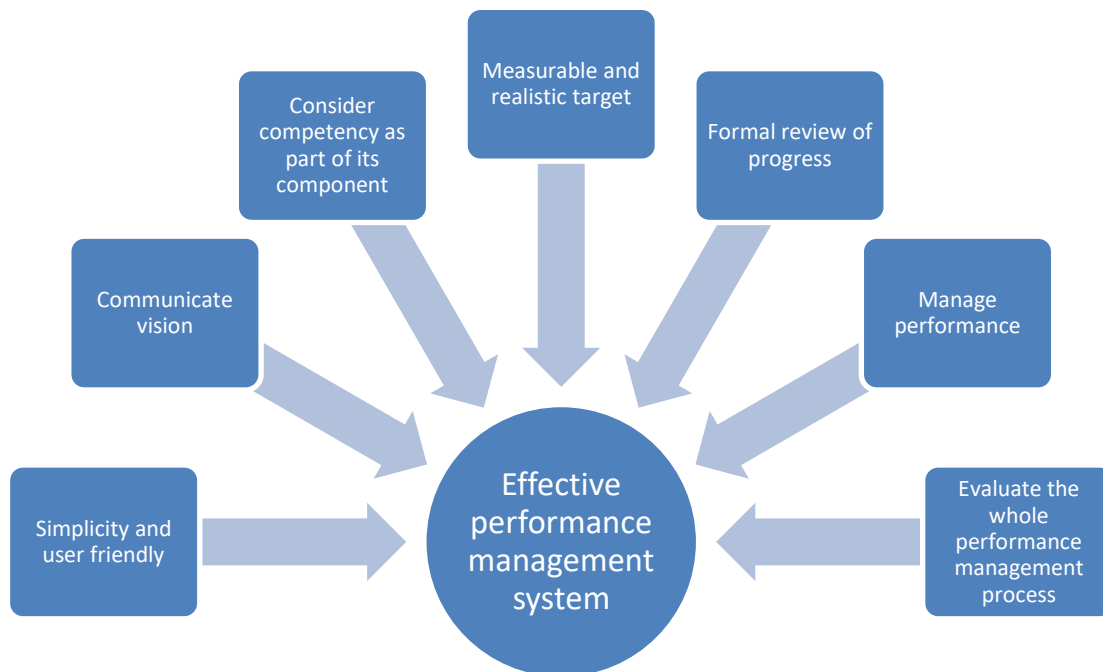 Simplicity and
user friendly
Communicate
vision
Consider
competency as
part of its
component
Measurable and
realistic target
Formal review of
progress
Manage
performance
Evaluate the
whole
performance
management
process
Effective
performance
management
system